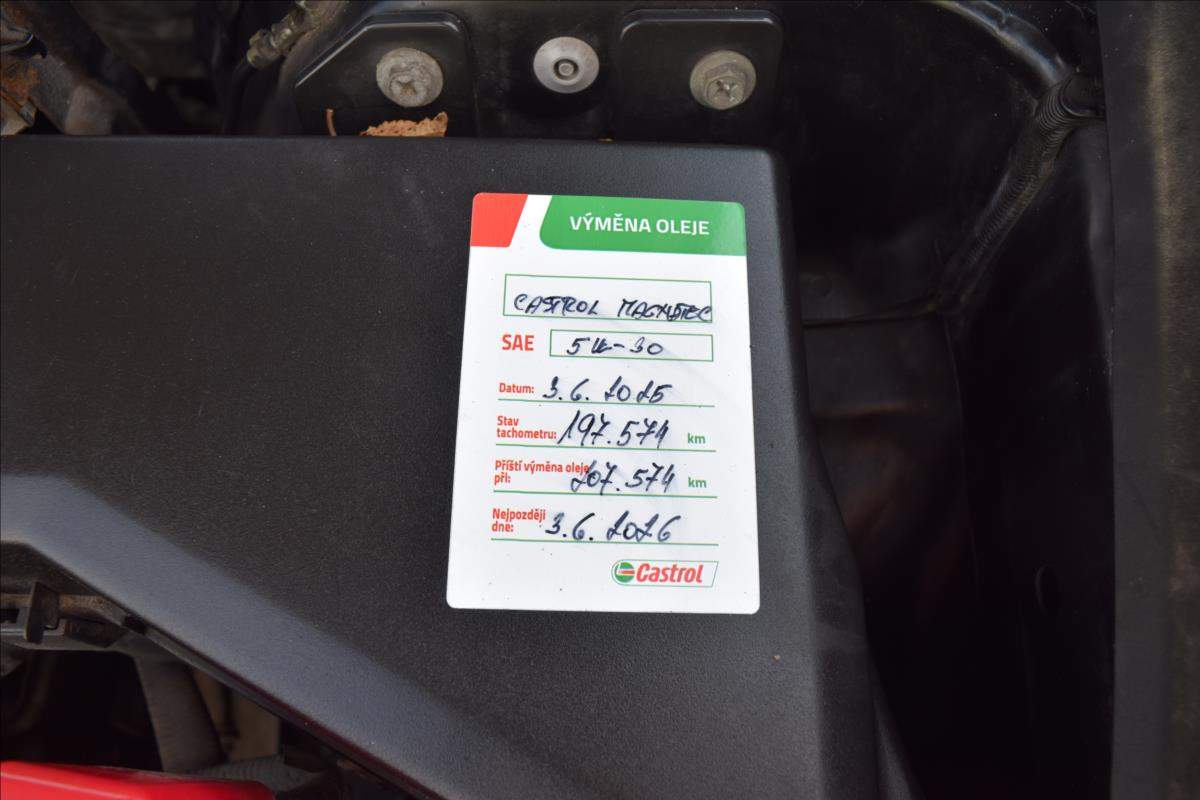 VÝMĚNA OLEJE
CASTROL MAGNATEC
SAE 5W-30
Datum: 3.6.2025
Stav tachometru: 197.574 km
Příští výměna oleje při: 207.574 km
Nejpozději dne: 3.6.2026
Castrol